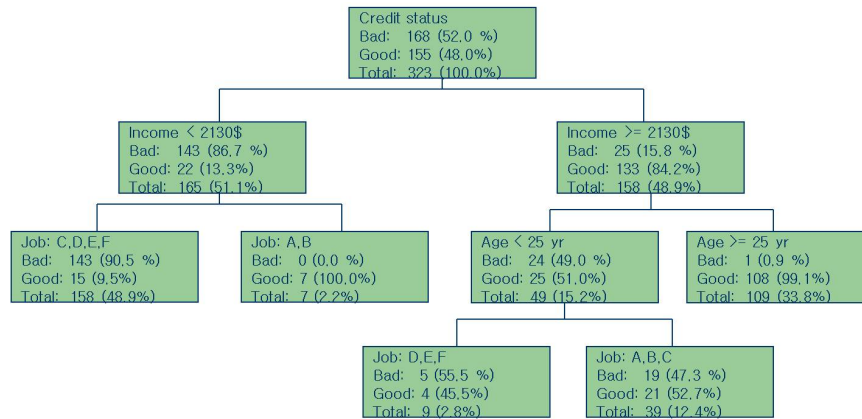 Credit status
Bad: 168 (52.0 %)
Good: 155 (48.0%)
Total: 323 (100.0%)
Income < 2130$
Bad: 143 (86.7 %)
Good: 22 (13.3%)
Total: 165 (51.1%)
Income >= 2130$
Bad: 25 (15.8 %)
Good: 133 (84.2%)
Total: 158 (48.9%)
Job: C,D,E,F
Bad: 143 (90.5 %)
Good: 15 (9.5%)
Total: 158 (48.9%)
Job: A,B
Bad: 0 (0.0 %)
Good: 7 (100.0%)
Total: 7 (2.2%)
Age < 25 yr
Bad: 24 (49.0 %)
Good: 25 (51.0%)
Total: 49 (15.2%)
Age >= 25 yr
Bad: 1 (0.9 %)
Good: 108 (99.1%)
Total: 109 (33.8%)
Job: D,E,F
Bad: 5 (55.5 %)
Good: 4 (45.5%)
Total: 9 (2.8%)
Job: A,B,C
Bad: 19 (47.3 %)
Good: 21 (52.7%)
Total: 39 (12.4%)